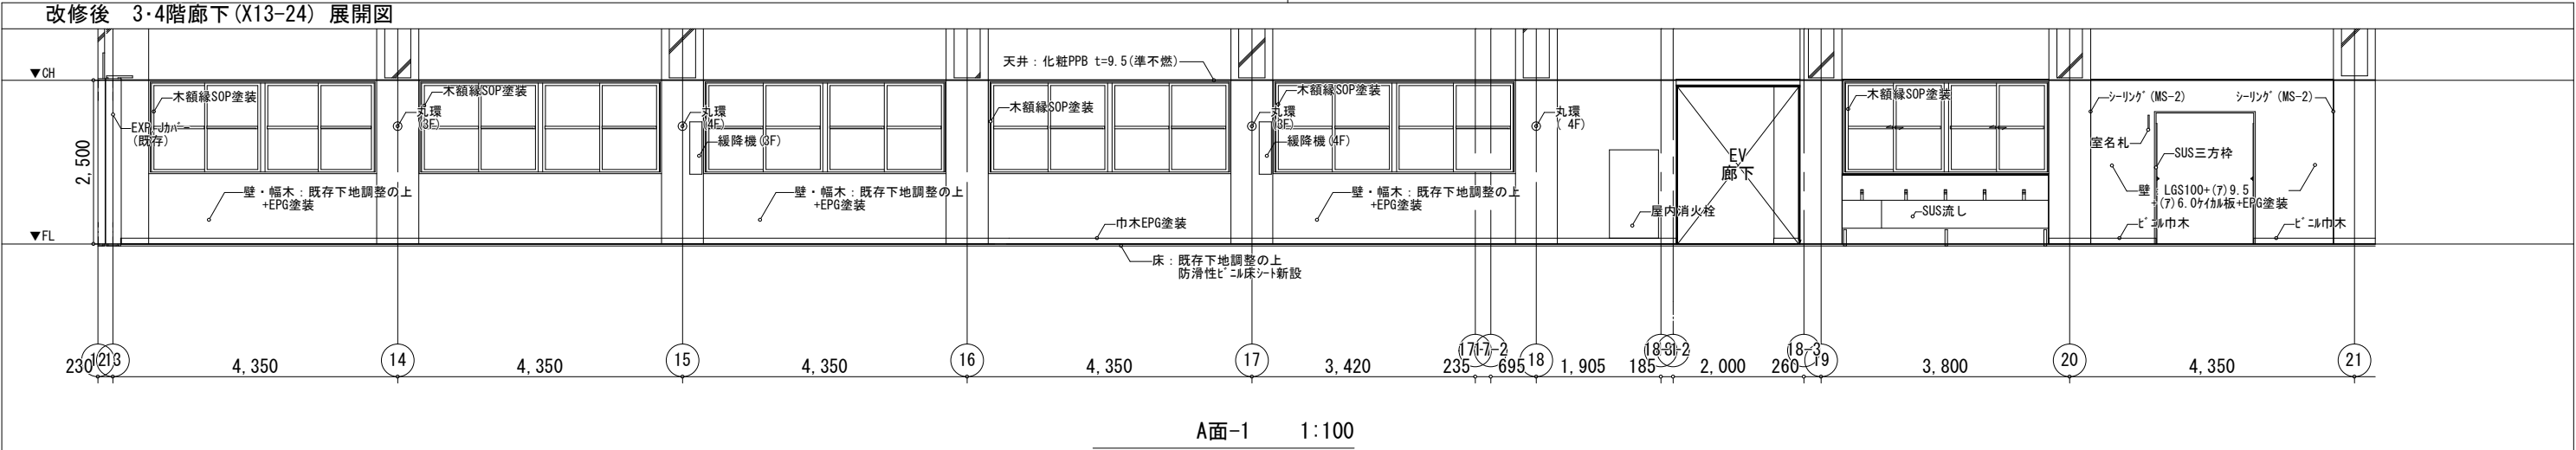 改修後　3・4階廊下(X13-24) 展開図
▼CH
天井：化粧PPB t=9.5(準不燃)
木額縁SOP塗装
木額縁SOP塗装
木額縁SOP塗装
木額縁SOP塗装
木額縁SOP塗装
木額縁SOP塗装
シーリング(MS-2)
シーリング(MS-2)
EXP.Jカバー
(既存)
丸環
(3F)
丸環
(4F)
丸環
(3F)
丸環
( 4F)
緩降機(3F)
緩降機(4F)
2,500
室名札
SUS三方枠
EV
廊下
壁・幅木：既存下地調整の上
+EPG塗装
壁・幅木：既存下地調整の上
+EPG塗装
壁・幅木：既存下地調整の上
+EPG塗装
壁：LGS100+(ア)9.5
+(ア)6.0ケイカル板+EPG塗装
屋内消火栓
SUS流し
巾木EPG塗装
ビニル巾木
ビニル巾木
▼FL
床：既存下地調整の上
防滑性ビニル床シート新設
12
13
14
15
16
17
17-2
18
18-2
18-3
19
20
21
230
4,350
4,350
4,350
4,350
3,420
235
695
1,905
185
2,000
260
3,800
4,350
A面-1　1:100